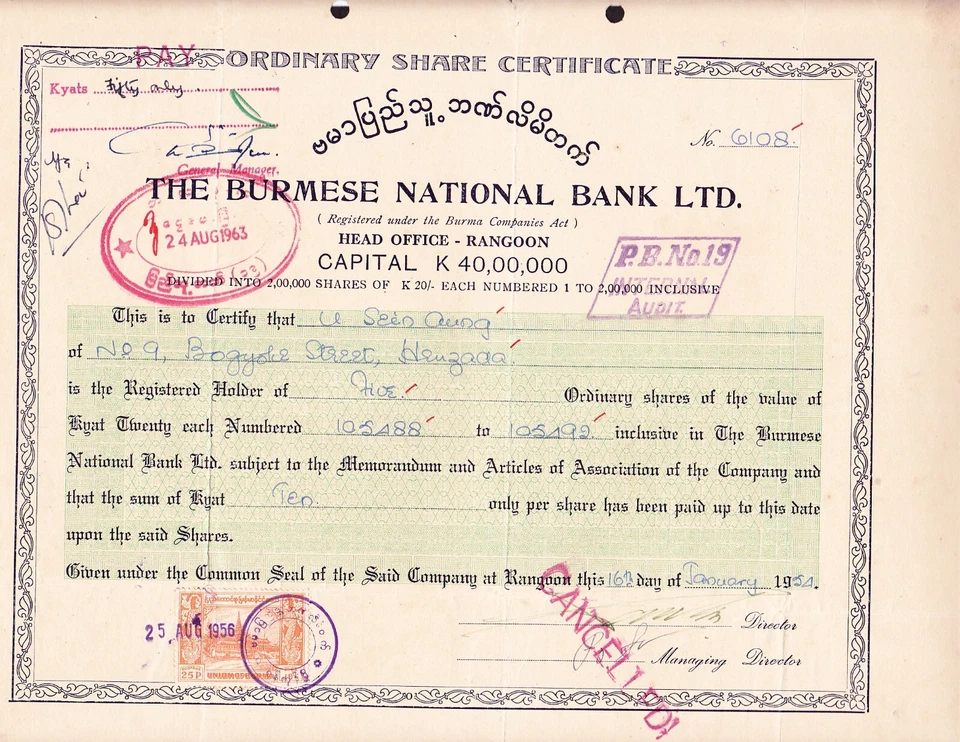 PAY
ORDINARY SHARE CERTIFICATE
Kyats Fifty only
General Manager.
ဗမာပြည်သူ့ဘဏ်လိမိတက်
No. 6108
THE BURMESE NATIONAL BANK LTD.
( Registered under the Burma Companies Act )
HEAD OFFICE - RANGOON
24 AUG 1963
CAPITAL K 40,00,000
P.B. No. 19
INTERNAL
AUDIT.
DIVIDED INTO 2,00,000 SHARES OF K 20/- EACH NUMBERED 1 TO 2,00,000 INCLUSIVE
This is to Certify that U Sein Aung
of No 9, Bogyoke Street, Henzada
is the Registered Holder of Five Ordinary shares of the value of
Kyat Twenty each Numbered 105488 to 105492 inclusive in The Burmese
National Bank Ltd. subject to the Memorandum and Articles of Association of the Company and
that the sum of Kyat Ten only per share has been paid up to this date
upon the said Shares.
Given under the Common Seal of the Said Company at Rangoon this 16th day of January 1954.
25 AUG 1956
25P
Director
Managing Director
CANCELLED!